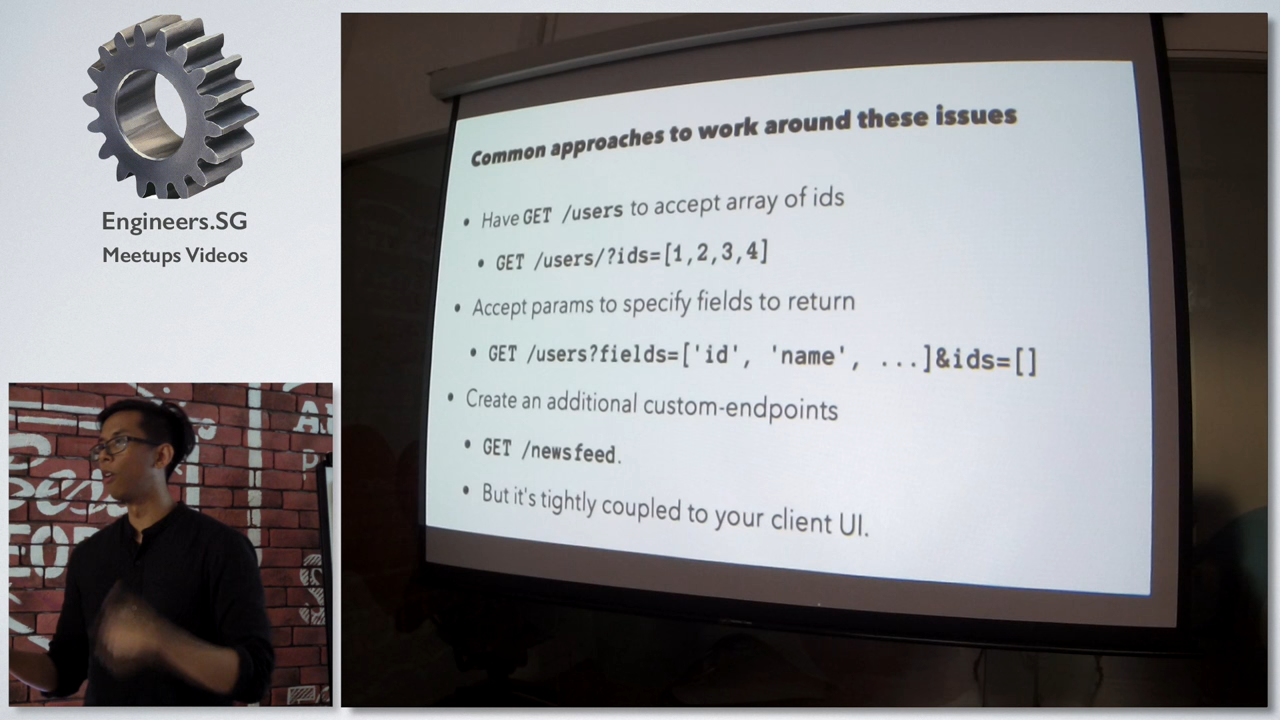 Engineers.SG
Meetups Videos
Common approaches to work around these issues
• Have GET /users to accept array of ids
• GET /users/?ids=[1,2,3,4]
• Accept params to specify fields to return
• GET /users?fields=['id', 'name', ...]&ids=[]
• Create an additional custom-endpoints
• GET /newsfeed.
• But it's tightly coupled to your client UI.